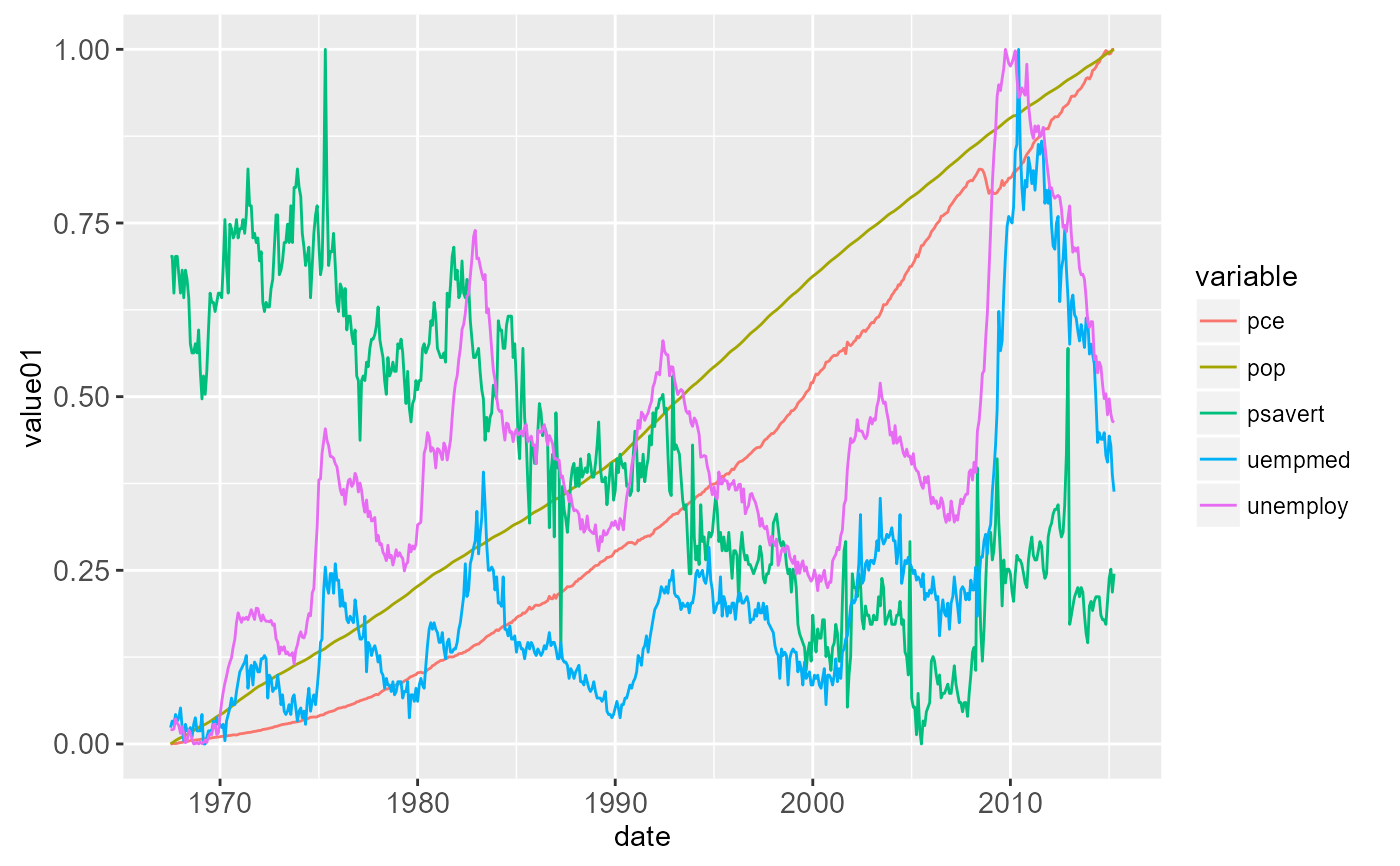 1.00
0.75
0.50
0.25
0.00
value01
1970 1980 1990 2000 2010
date
variable
pce
pop
psavert
uempmed
unemploy